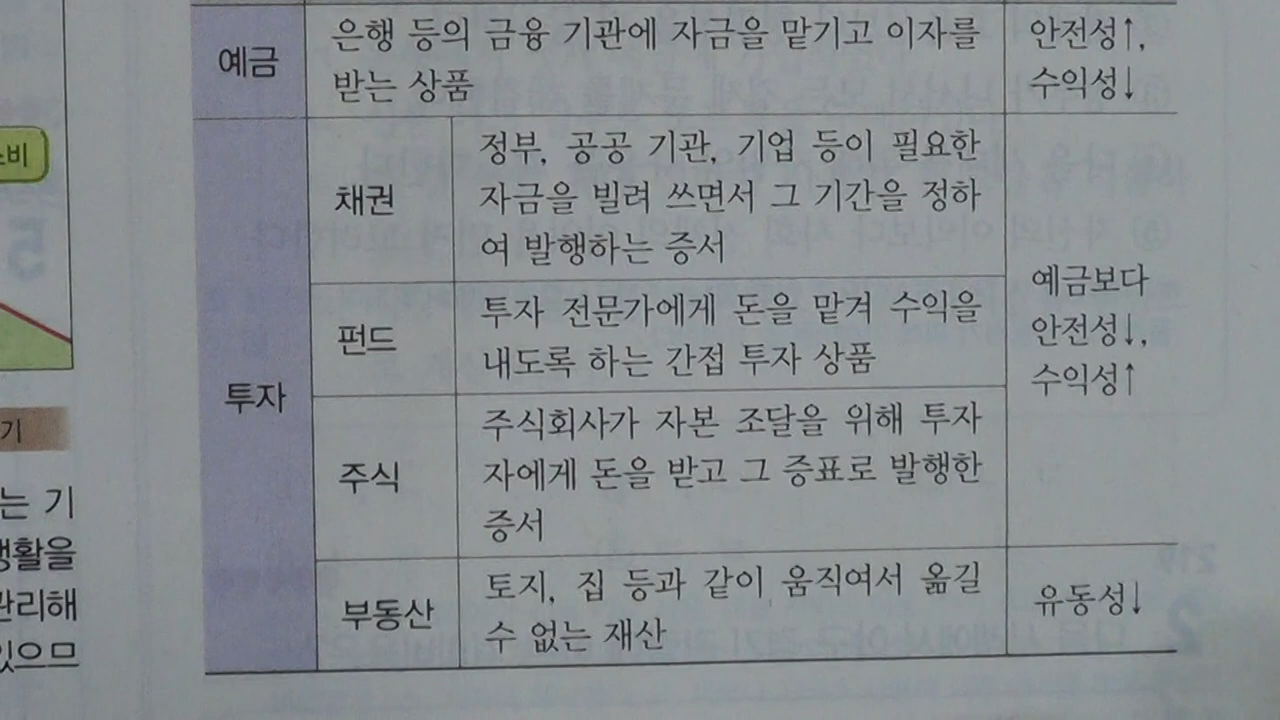 예금
은행 등의 금융 기관에 자금을 맡기고 이자를
받는 상품
안전성↑,
수익성↓
투자
채권
정부, 공공 기관, 기업 등이 필요한
자금을 빌려 쓰면서 그 기간을 정하
여 발행하는 증서
펀드
투자 전문가에게 돈을 맡겨 수익을
내도록 하는 간접 투자 상품
주식
주식회사가 자본 조달을 위해 투자
자에게 돈을 받고 그 증표로 발행한
증서
예금보다
안전성↓,
수익성↑
부동산
토지, 집 등과 같이 움직여서 옮길
수 없는 재산
유동성↓
비
기
는 기
생활을
관리해
있으므